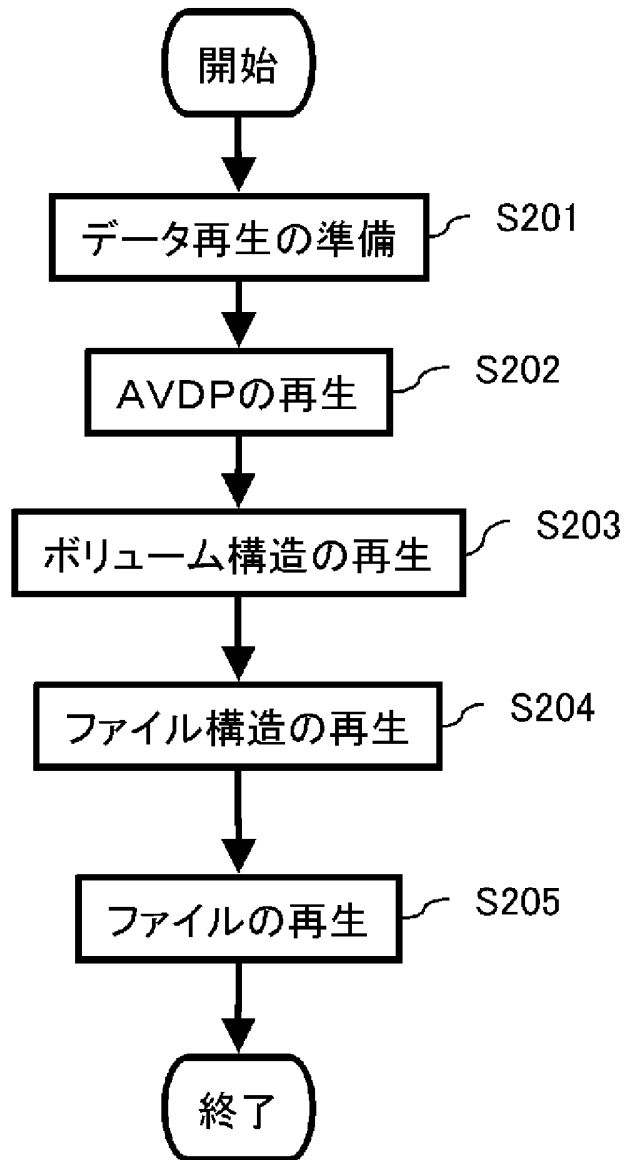 開始
データ再生の準備
S201
AVDPの再生
S202
ボリューム構造の再生
S203
ファイル構造の再生
S204
ファイルの再生
S205
終了